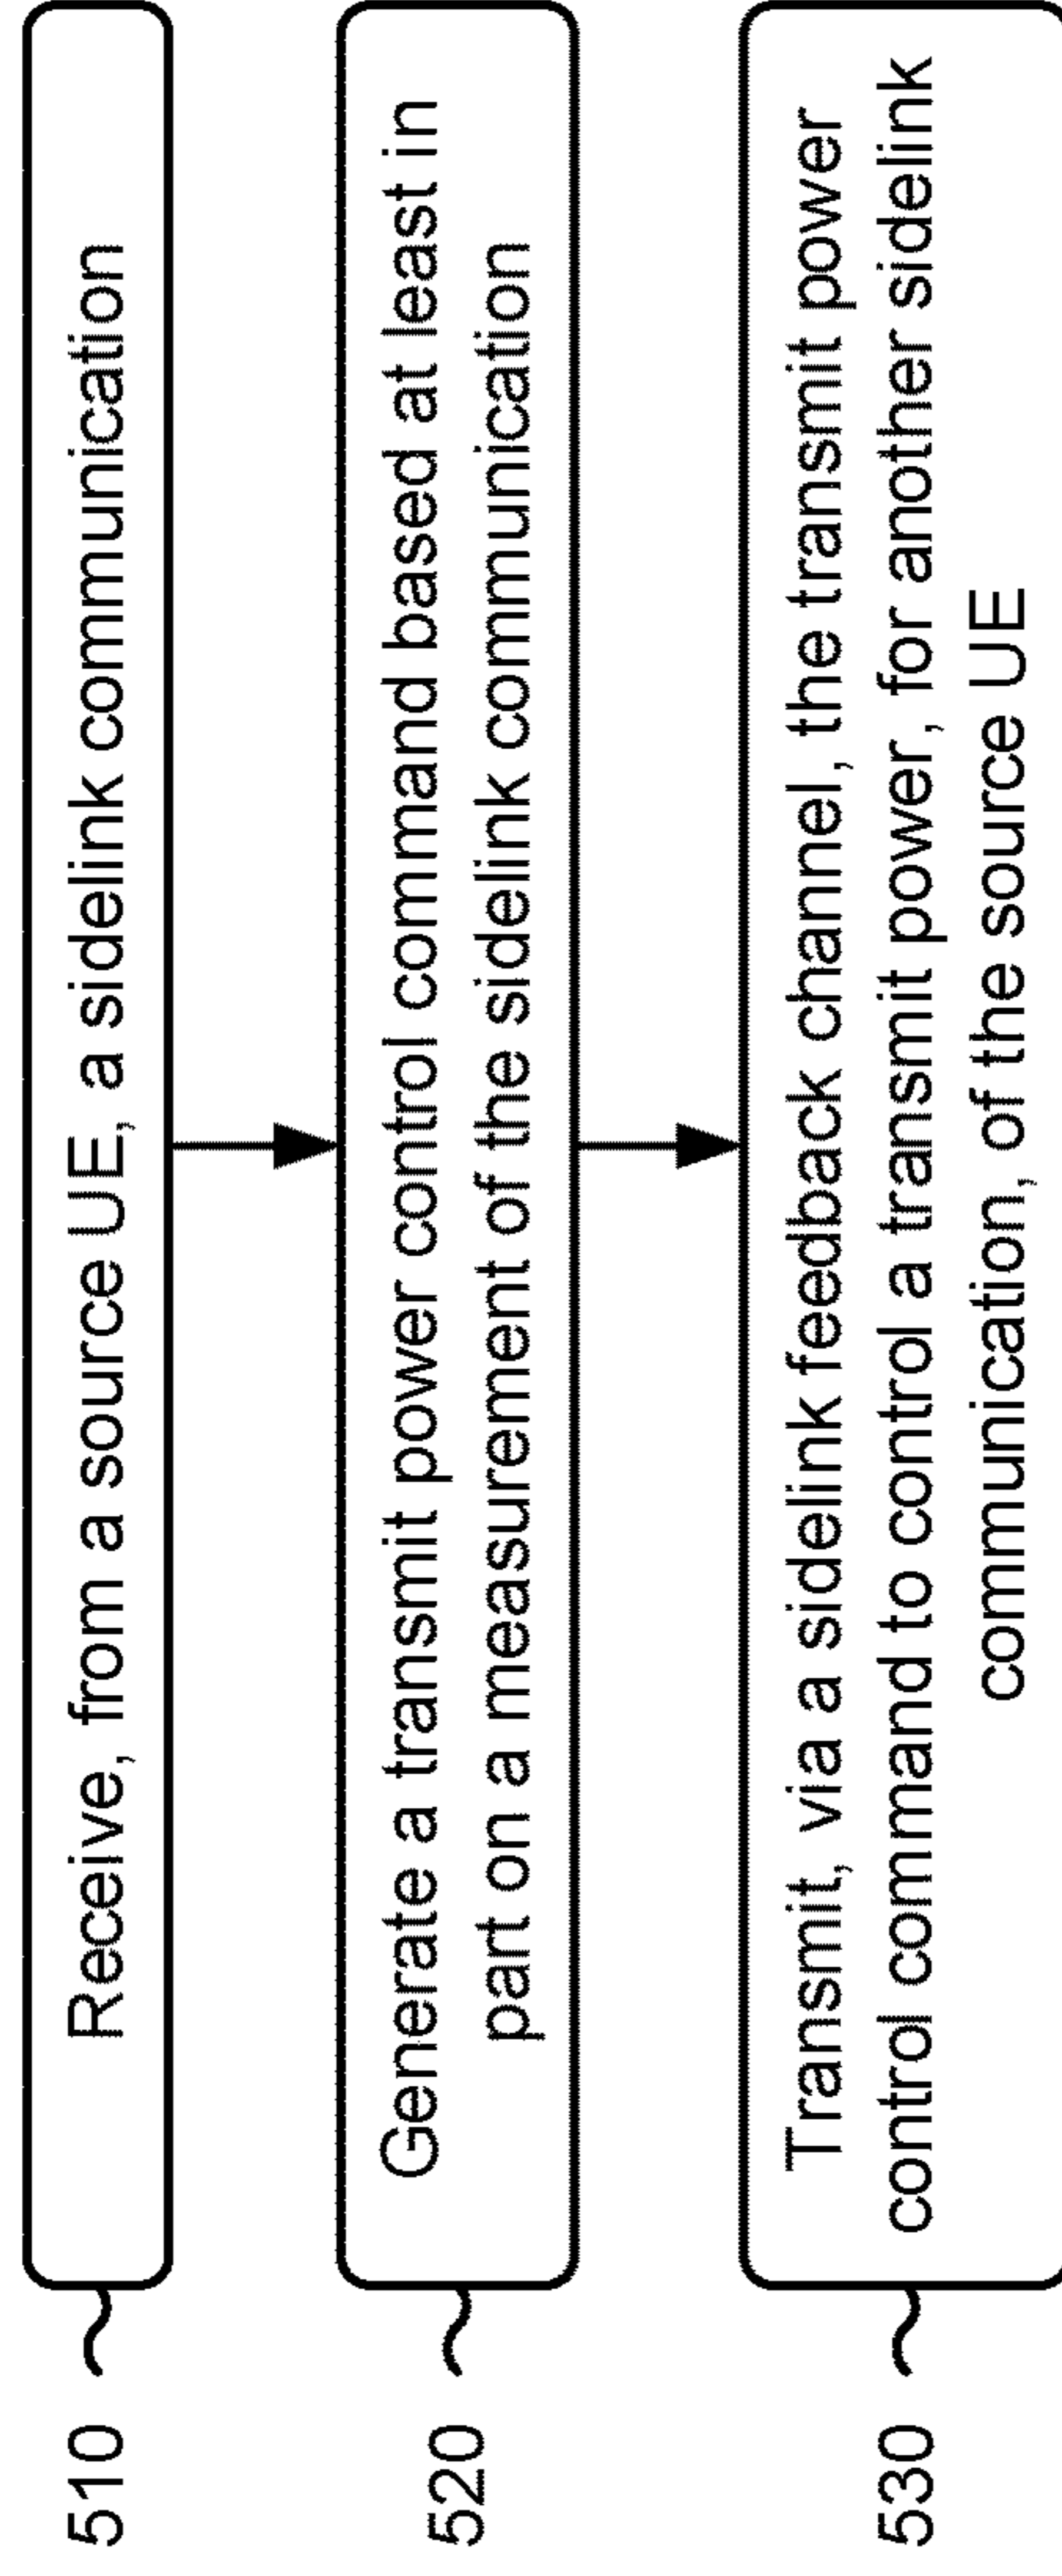 510
Receive, from a source UE, a sidelink communication
520
Generate a transmit power control command based at least in
part on a measurement of the sidelink communication
530
Transmit, via a sidelink feedback channel, the transmit power
control command to control a transmit power, for another sidelink
communication, of the source UE